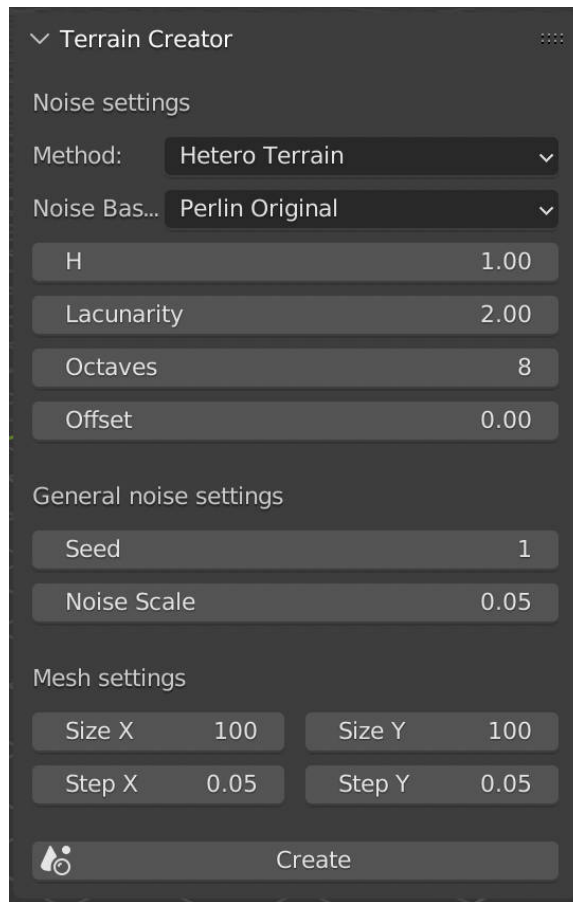 Terrain Creator
Noise settings
Method: Hetero Terrain
Noise Bas... Perlin Original
H 1.00
Lacunarity 2.00
Octaves 8
Offset 0.00
General noise settings
Seed 1
Noise Scale 0.05
Mesh settings
Size X 100 Size Y 100
Step X 0.05 Step Y 0.05
Create